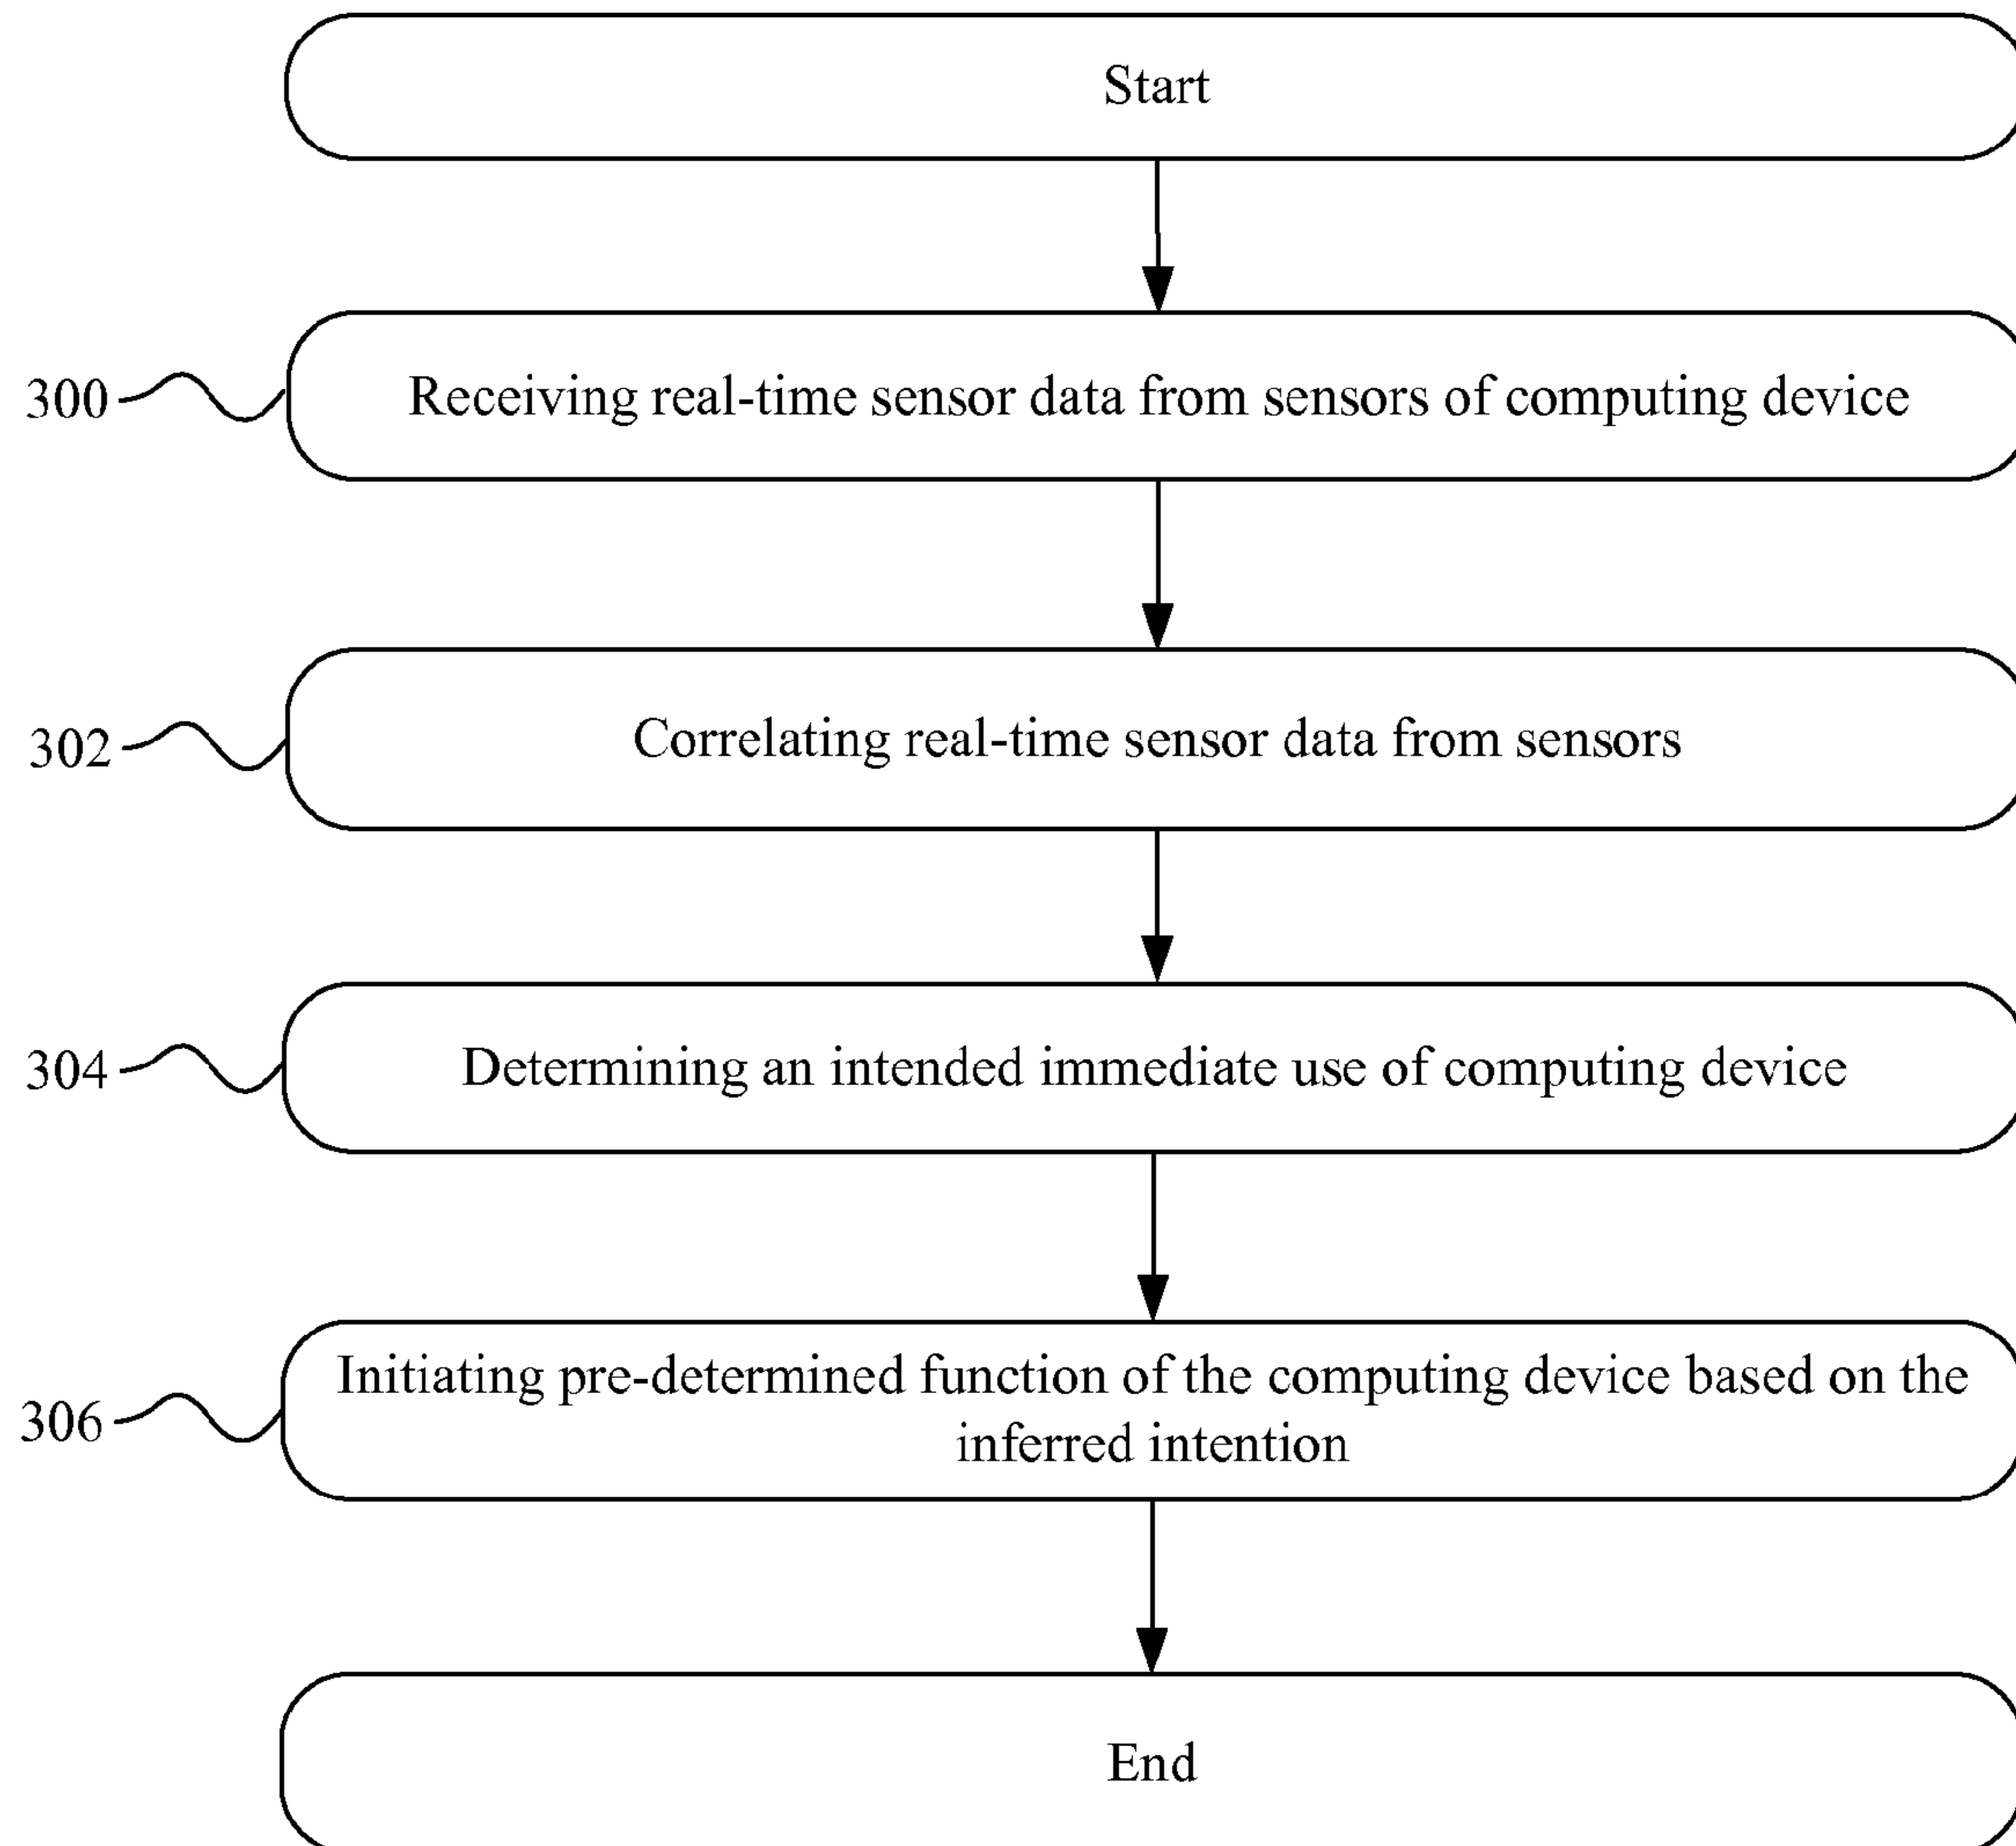 Start
300
Receiving real-time sensor data from sensors of computing device
302
Correlating real-time sensor data from sensors
304
Determining an intended immediate use of computing device
306
Initiating pre-determined function of the computing device based on the
inferred intention
End